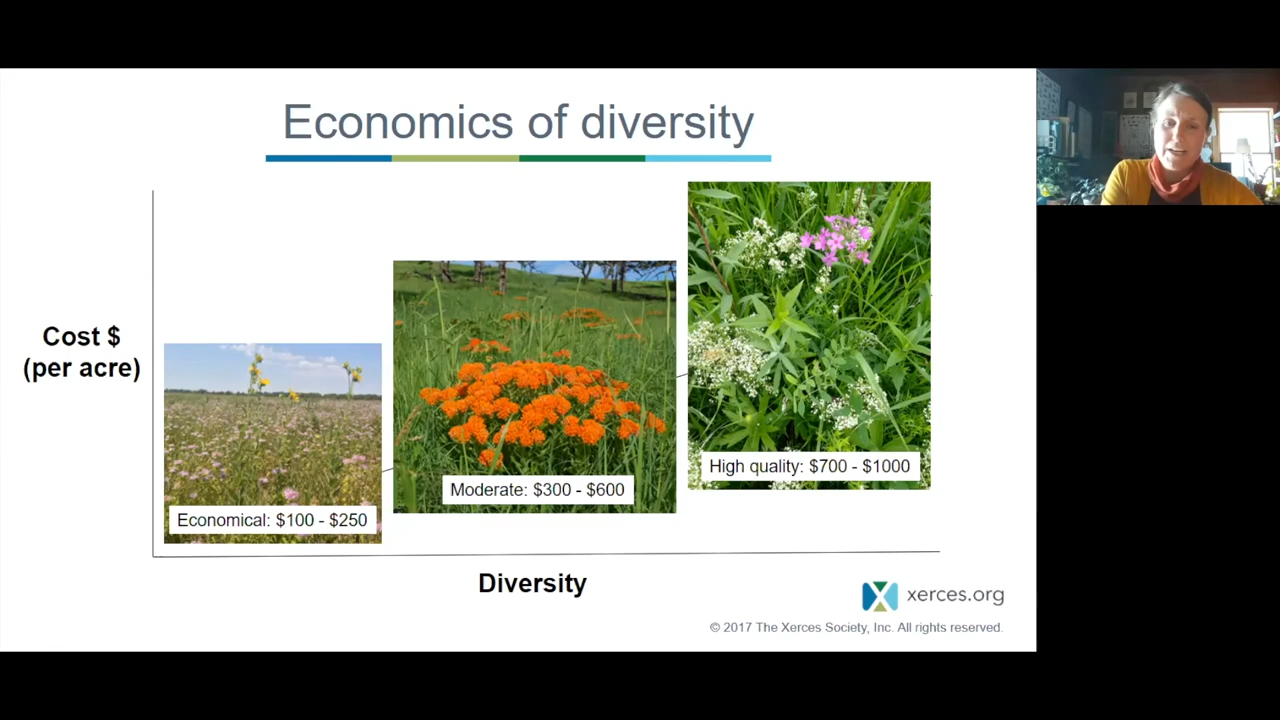 Economics of diversity
Cost $
(per acre)
Economical: $100 - $250
Moderate: $300 - $600
High quality: $700 - $1000
Diversity
xerces.org
© 2017 The Xerces Society, Inc. All rights reserved.